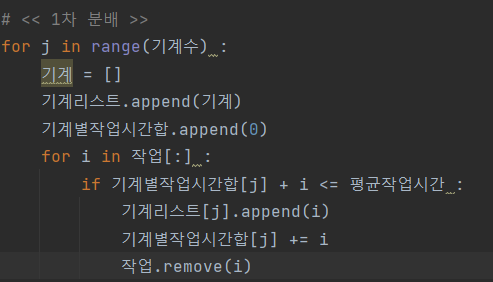 # << 1차 분배 >>
for j in range(기계수) :
    기계 = []
    기계리스트.append(기계)
    기계별작업시간합.append(0)
    for i in 작업[:] :
        if 기계별작업시간합[j] + i <= 평균작업시간 :
            기계리스트[j].append(i)
            기계별작업시간합[j] += i
            작업.remove(i)